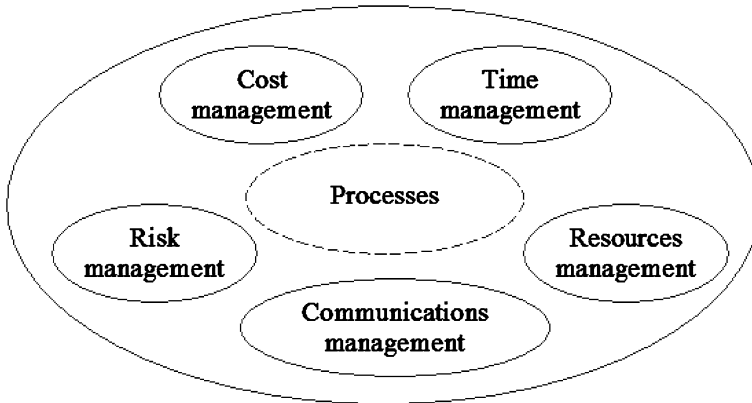 Cost
management
Time
management
Processes
Risk
management
Resources
management
Communications
management